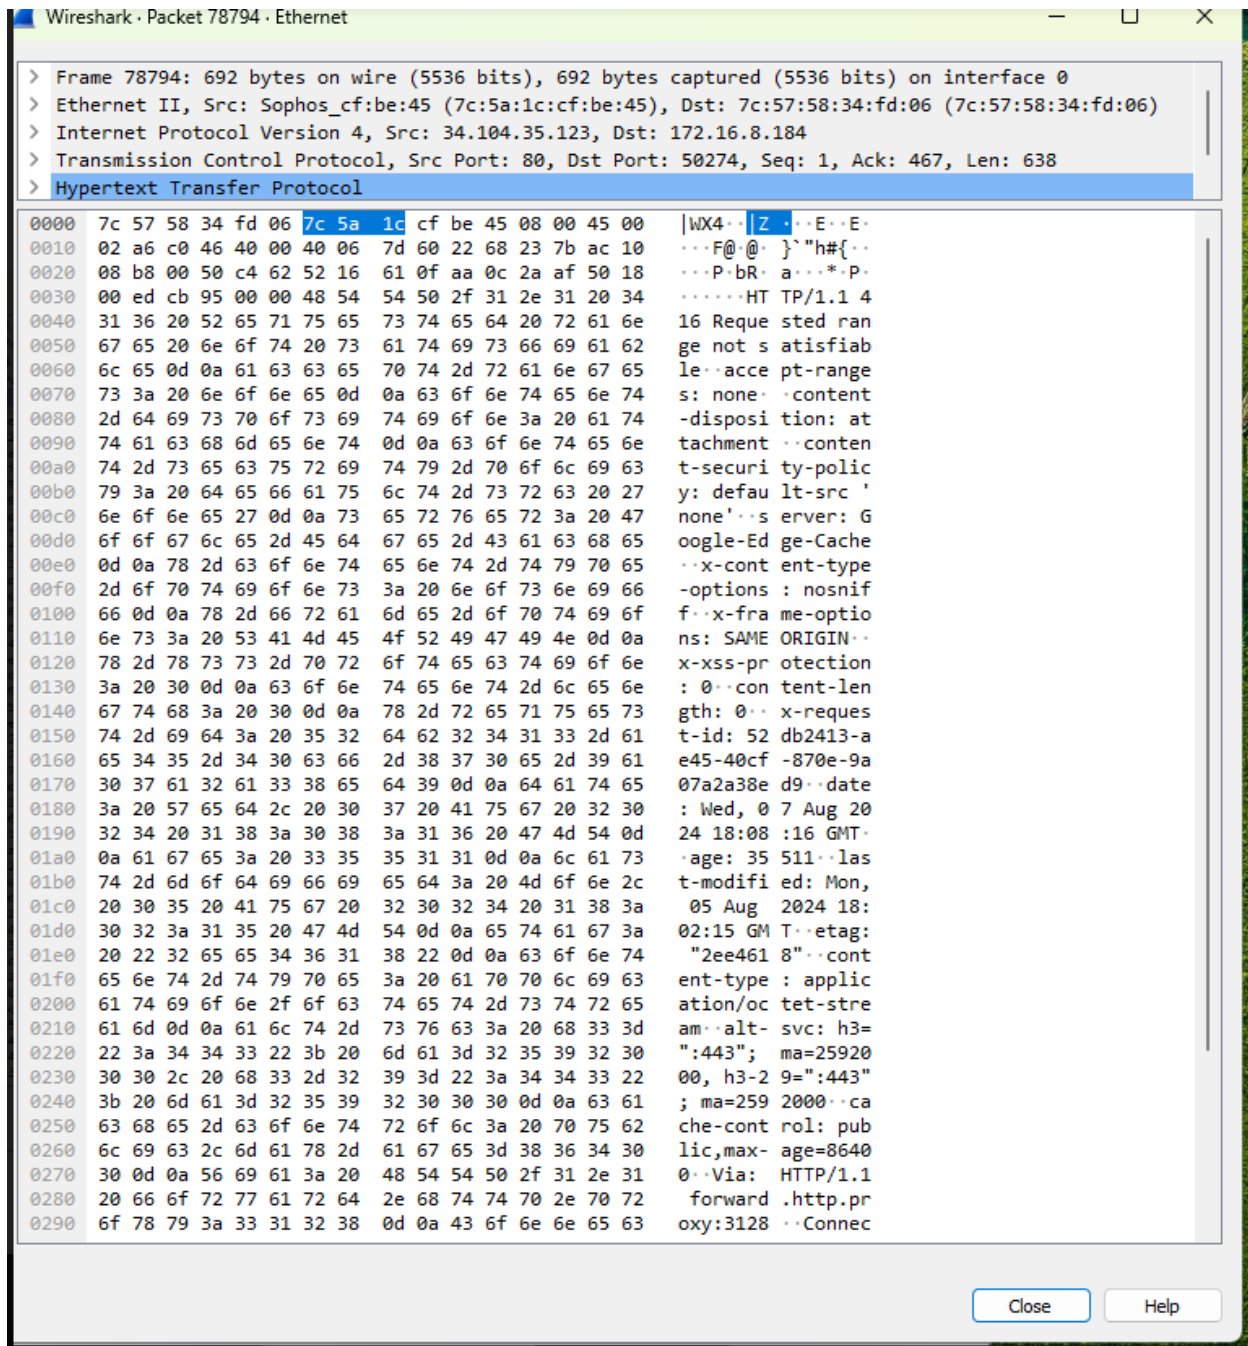 Wireshark · Packet 78794 · Ethernet
> Frame 78794: 692 bytes on wire (5536 bits), 692 bytes captured (5536 bits) on interface 0
> Ethernet II, Src: Sophos_cf:be:45 (7c:5a:1c:cf:be:45), Dst: 7c:57:58:34:fd:06 (7c:57:58:34:fd:06)
> Internet Protocol Version 4, Src: 34.104.35.123, Dst: 172.16.8.184
> Transmission Control Protocol, Src Port: 80, Dst Port: 50274, Seq: 1, Ack: 467, Len: 638
> Hypertext Transfer Protocol
0000 7c 57 58 34 fd 06 7c 5a 1c cf be 45 08 00 45 00 |WX4··|Z ···E··E·
0010 02 a6 c0 46 40 00 40 06 7d 60 22 68 23 7b ac 10 ···F@·@· }`"h#{··
0020 08 b8 00 50 c4 62 52 16 61 0f aa 0c 2a af 50 18 ···P·bR· a···*·P·
0030 00 ed cb 95 00 00 48 54 54 50 2f 31 2e 31 20 34 ······HT TP/1.1 4
0040 31 36 20 52 65 71 75 65 73 74 65 64 20 72 61 6e 16 Reque sted ran
0050 67 65 20 6e 6f 74 20 73 61 74 69 73 66 69 61 62 ge not s atisfiab
0060 6c 65 0d 0a 61 63 63 65 70 74 2d 72 61 6e 67 65 le··acce pt-range
0070 73 3a 20 6e 6f 6e 65 0d 0a 63 6f 6e 74 65 6e 74 s: none· ·content
0080 2d 64 69 73 70 6f 73 69 74 69 6f 6e 3a 20 61 74 -disposi tion: at
0090 74 61 63 68 6d 65 6e 74 0d 0a 63 6f 6e 74 65 6e tachment ··conten
00a0 74 2d 73 65 63 75 72 69 74 79 2d 70 6f 6c 69 63 t-securi ty-polic
00b0 79 3a 20 64 65 66 61 75 6c 74 2d 73 72 63 20 27 y: defau lt-src '
00c0 6e 6f 6e 65 27 0d 0a 73 65 72 76 65 72 3a 20 47 none'··s erver: G
00d0 6f 6f 67 6c 65 2d 45 64 67 65 2d 43 61 63 68 65 oogle-Ed ge-Cache
00e0 0d 0a 78 2d 63 6f 6e 74 65 6e 74 2d 74 79 70 65 ··x-cont ent-type
00f0 2d 6f 70 74 69 6f 6e 73 3a 20 6e 6f 73 6e 69 66 -options : nosnif
0100 66 0d 0a 78 2d 66 72 61 6d 65 2d 6f 70 74 69 6f f··x-fra me-optio
0110 6e 73 3a 20 53 41 4d 45 4f 52 49 47 49 4e 0d 0a ns: SAME ORIGIN··
0120 78 2d 78 73 73 2d 70 72 6f 74 65 63 74 69 6f 6e x-xss-pr otection
0130 3a 20 30 0d 0a 63 6f 6e 74 65 6e 74 2d 6c 65 6e : 0··con tent-len
0140 67 74 68 3a 20 30 0d 0a 78 2d 72 65 71 75 65 73 gth: 0·· x-reques
0150 74 2d 69 64 3a 20 35 32 64 62 32 34 31 33 2d 61 t-id: 52 db2413-a
0160 65 34 35 2d 34 30 63 66 2d 38 37 30 65 2d 39 61 e45-40cf -870e-9a
0170 30 37 61 32 61 33 38 65 64 39 0d 0a 64 61 74 65 07a2a38e d9··date
0180 3a 20 57 65 64 2c 20 30 37 20 41 75 67 20 32 30 : Wed, 0 7 Aug 20
0190 32 34 20 31 38 3a 30 38 3a 31 36 20 47 4d 54 0d 24 18:08 :16 GMT·
01a0 0a 61 67 65 3a 20 33 35 35 31 31 0d 0a 6c 61 73 ·age: 35 511··las
01b0 74 2d 6d 6f 64 69 66 69 65 64 3a 20 4d 6f 6e 2c t-modifi ed: Mon,
01c0 20 30 35 20 41 75 67 20 32 30 32 34 20 31 38 3a 05 Aug 2024 18:
01d0 30 32 3a 31 35 20 47 4d 54 0d 0a 65 74 61 67 3a 02:15 GM T··etag:
01e0 20 22 32 65 65 34 36 31 38 22 0d 0a 63 6f 6e 74 "2ee461 8"··cont
01f0 65 6e 74 2d 74 79 70 65 3a 20 61 70 70 6c 69 63 ent-type : applic
0200 61 74 69 6f 6e 2f 6f 63 74 65 74 2d 73 74 72 65 ation/oc tet-stre
0210 61 6d 0d 0a 61 6c 74 2d 73 76 63 3a 20 68 33 3d am··alt- svc: h3=
0220 22 3a 34 34 33 22 3b 20 6d 61 3d 32 35 39 32 30 ":443"; ma=25920
0230 30 30 2c 20 68 33 2d 32 39 3d 22 3a 34 34 33 22 00, h3-2 9=":443"
0240 3b 20 6d 61 3d 32 35 39 32 30 30 30 0d 0a 63 61 ; ma=259 2000··ca
0250 63 68 65 2d 63 6f 6e 74 72 6f 6c 3a 20 70 75 62 che-cont rol: pub
0260 6c 69 63 2c 6d 61 78 2d 61 67 65 3d 38 36 34 30 lic,max- age=8640
0270 30 0d 0a 56 69 61 3a 20 48 54 54 50 2f 31 2e 31 0··Via: HTTP/1.1
0280 20 66 6f 72 77 61 72 64 2e 68 74 74 70 2e 70 72 forward .http.pr
0290 6f 78 79 3a 33 31 32 38 0d 0a 43 6f 6e 6e 65 63 oxy:3128 ··Connec
Close Help